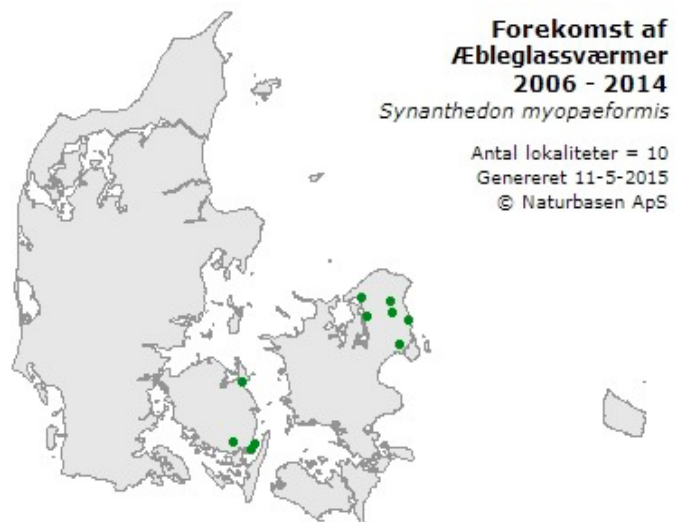 Forekomst af
Æbleglassværmer
2006 - 2014
Synanthedon myopaeformis
Antal lokaliteter = 10
Genereret 11-5-2015
© Naturbasen ApS